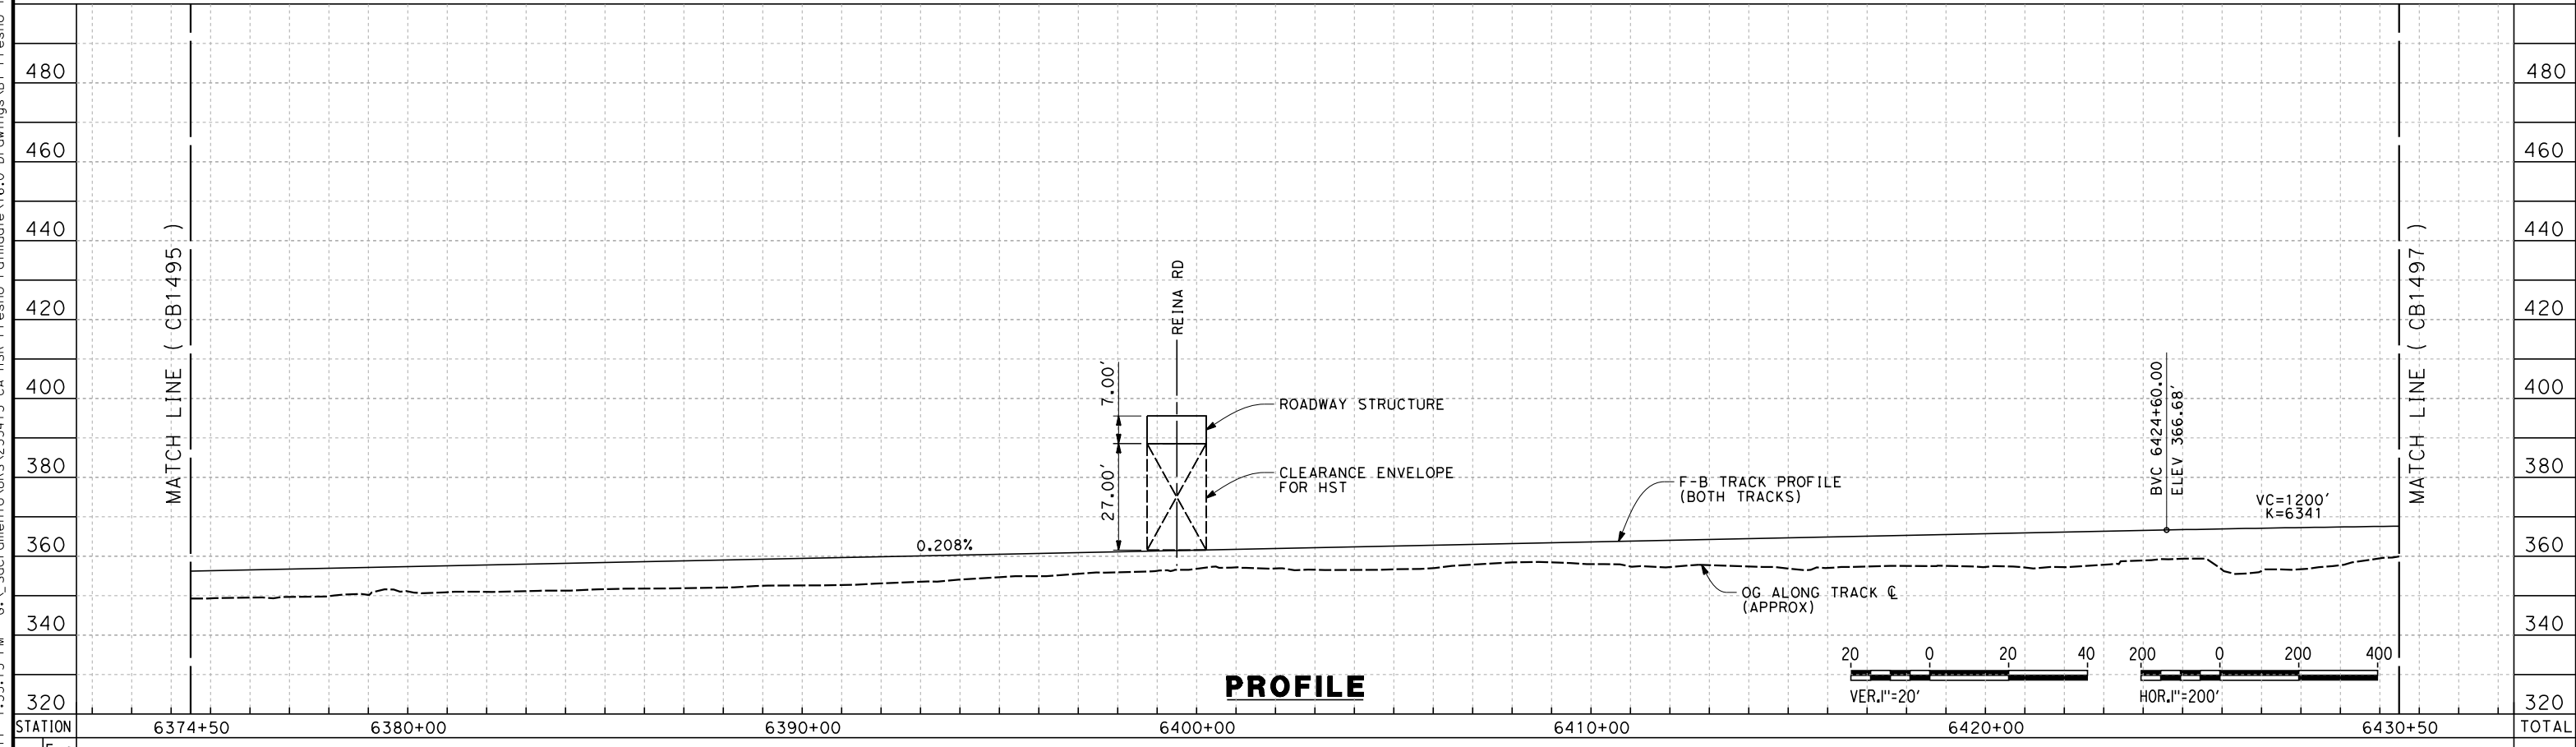 480
480
460
460
440
440
420
420
400
400
380
380
360
360
340
340
320
320
MATCH LINE ( CB1495 )
MATCH LINE ( CB1497 )
REINA RD
7.00'
27.00'
ROADWAY STRUCTURE
CLEARANCE ENVELOPE
FOR HST
0.208%
F-B TRACK PROFILE
(BOTH TRACKS)
OG ALONG TRACK ℄
(APPROX)
BVC 6424+60.00
ELEV 366.68'
VC=1200'
K=6341
20 0 20 40
VER.1"=20'
200 0 200 400
HOR.1"=200'
PROFILE
STATION 6374+50 6380+00 6390+00 6400+00 6410+00 6420+00 6430+50 TOTAL